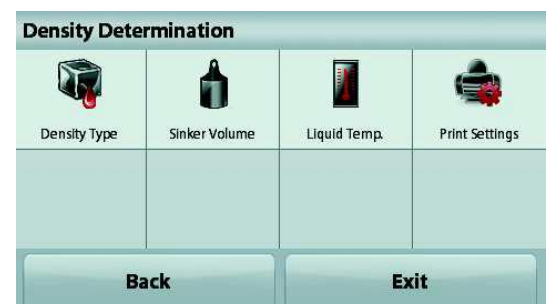 Density Determination
Density Type
Sinker Volume
Liquid Temp.
Print Settings
Back
Exit